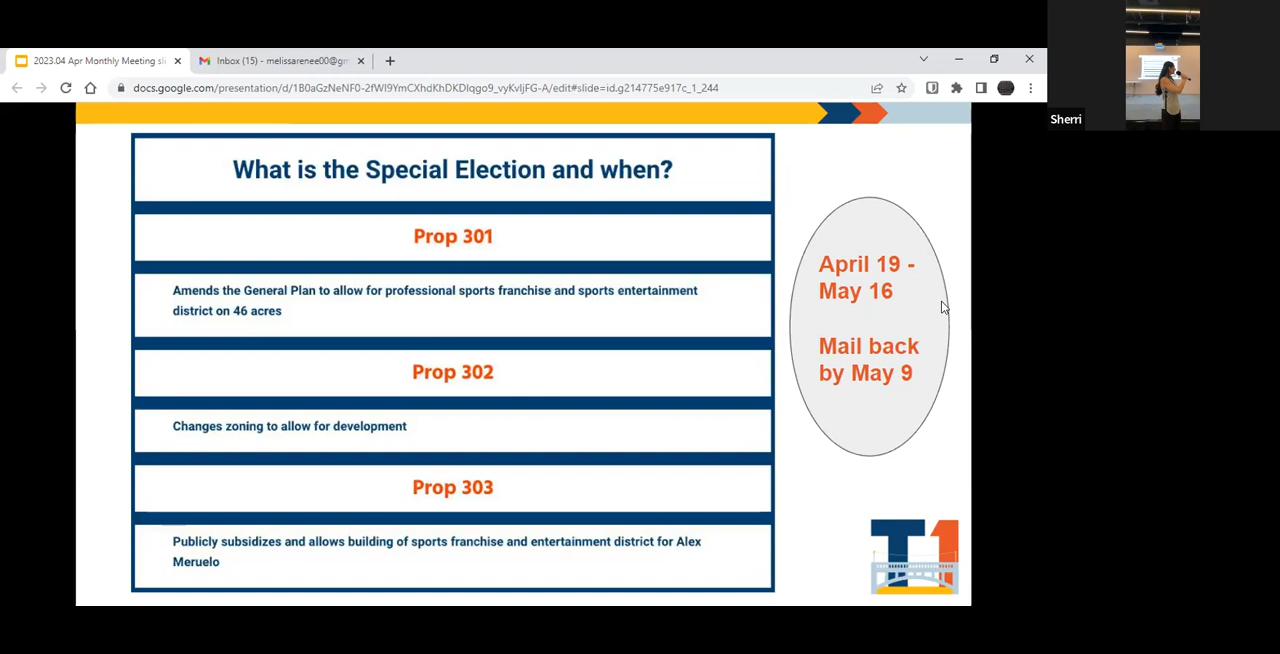 2023.04 Apr Monthly Meeting sli
Inbox (15) - melissarenee00@gm
docs.google.com/presentation/d/1B0aGzNeNF0-2fWI9YmCXhdKhDKDIqgo9_vyKvljFG-A/edit#slide=id.g214775e917c_1_244
Sherri
What is the Special Election and when?
Prop 301
Amends the General Plan to allow for professional sports franchise and sports entertainment
district on 46 acres
Prop 302
Changes zoning to allow for development
Prop 303
Publicly subsidizes and allows building of sports franchise and entertainment district for Alex
Meruelo
April 19 -
May 16
Mail back
by May 9
T1